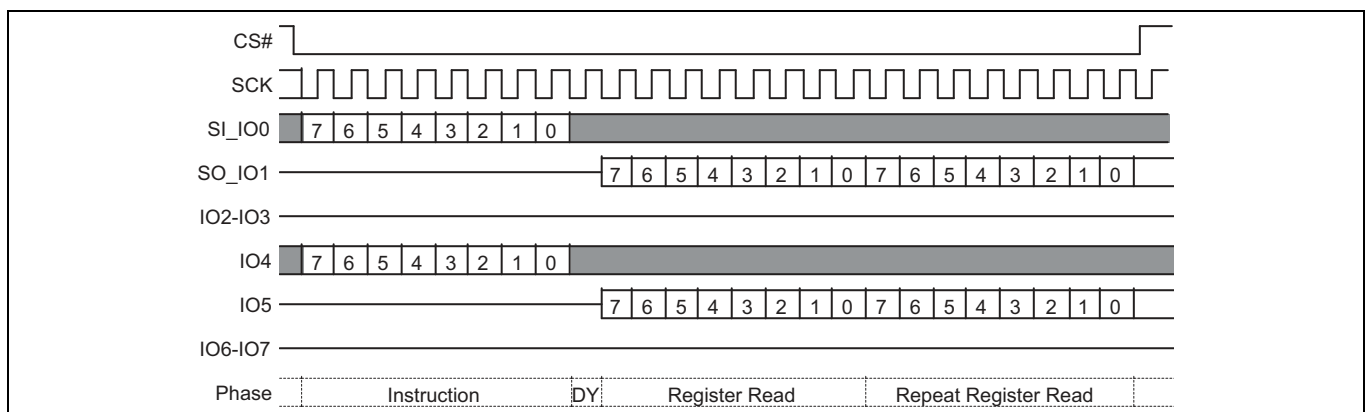 CS#
SCK
SI_IO0 7 6 5 4 3 2 1 0
SO_IO1 7 6 5 4 3 2 1 0 7 6 5 4 3 2 1 0
IO2-IO3
IO4 7 6 5 4 3 2 1 0
IO5 7 6 5 4 3 2 1 0 7 6 5 4 3 2 1 0
IO6-IO7
Phase Instruction DY Register Read Repeat Register Read